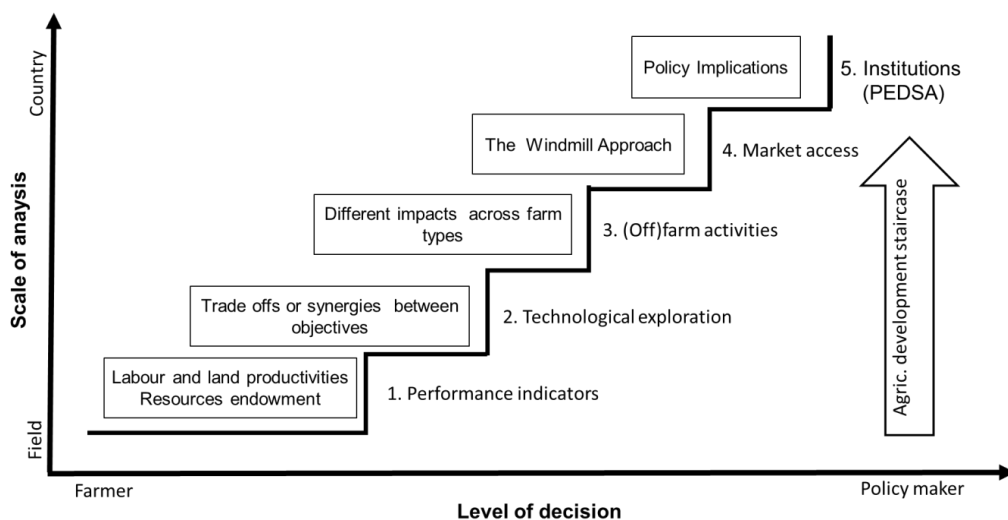 Scale of anaysis
Country
Field
Policy Implications
5. Institutions
(PEDSA)
The Windmill Approach
4. Market access
Different impacts across farm
types
3. (Off)farm activities
Trade offs or synergies between
objectives
2. Technological exploration
Labour and land productivities
Resources endowment
1. Performance indicators
Agric. development staircase
Farmer
Policy maker
Level of decision